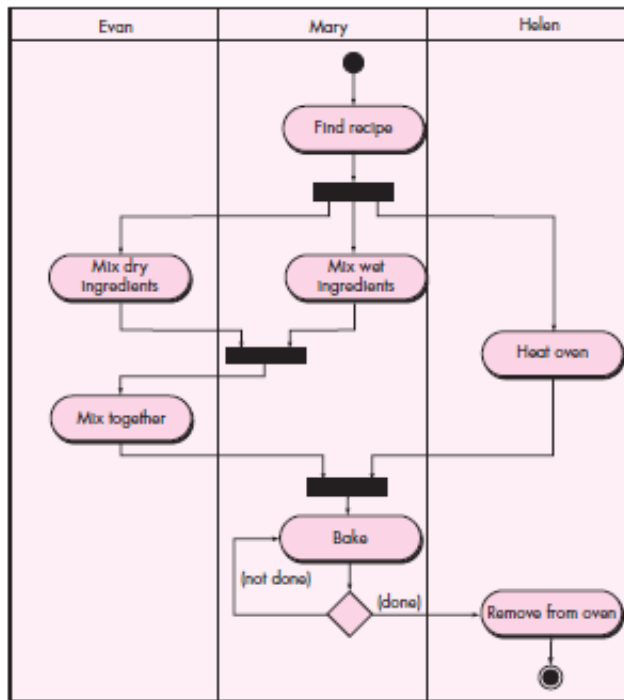 Evan
Mary
Helen
Find recipe
Mix dry
ingredients
Mix wet
ingredients
Heat oven
Mix together
Bake
(not done)
(done)
Remove from oven